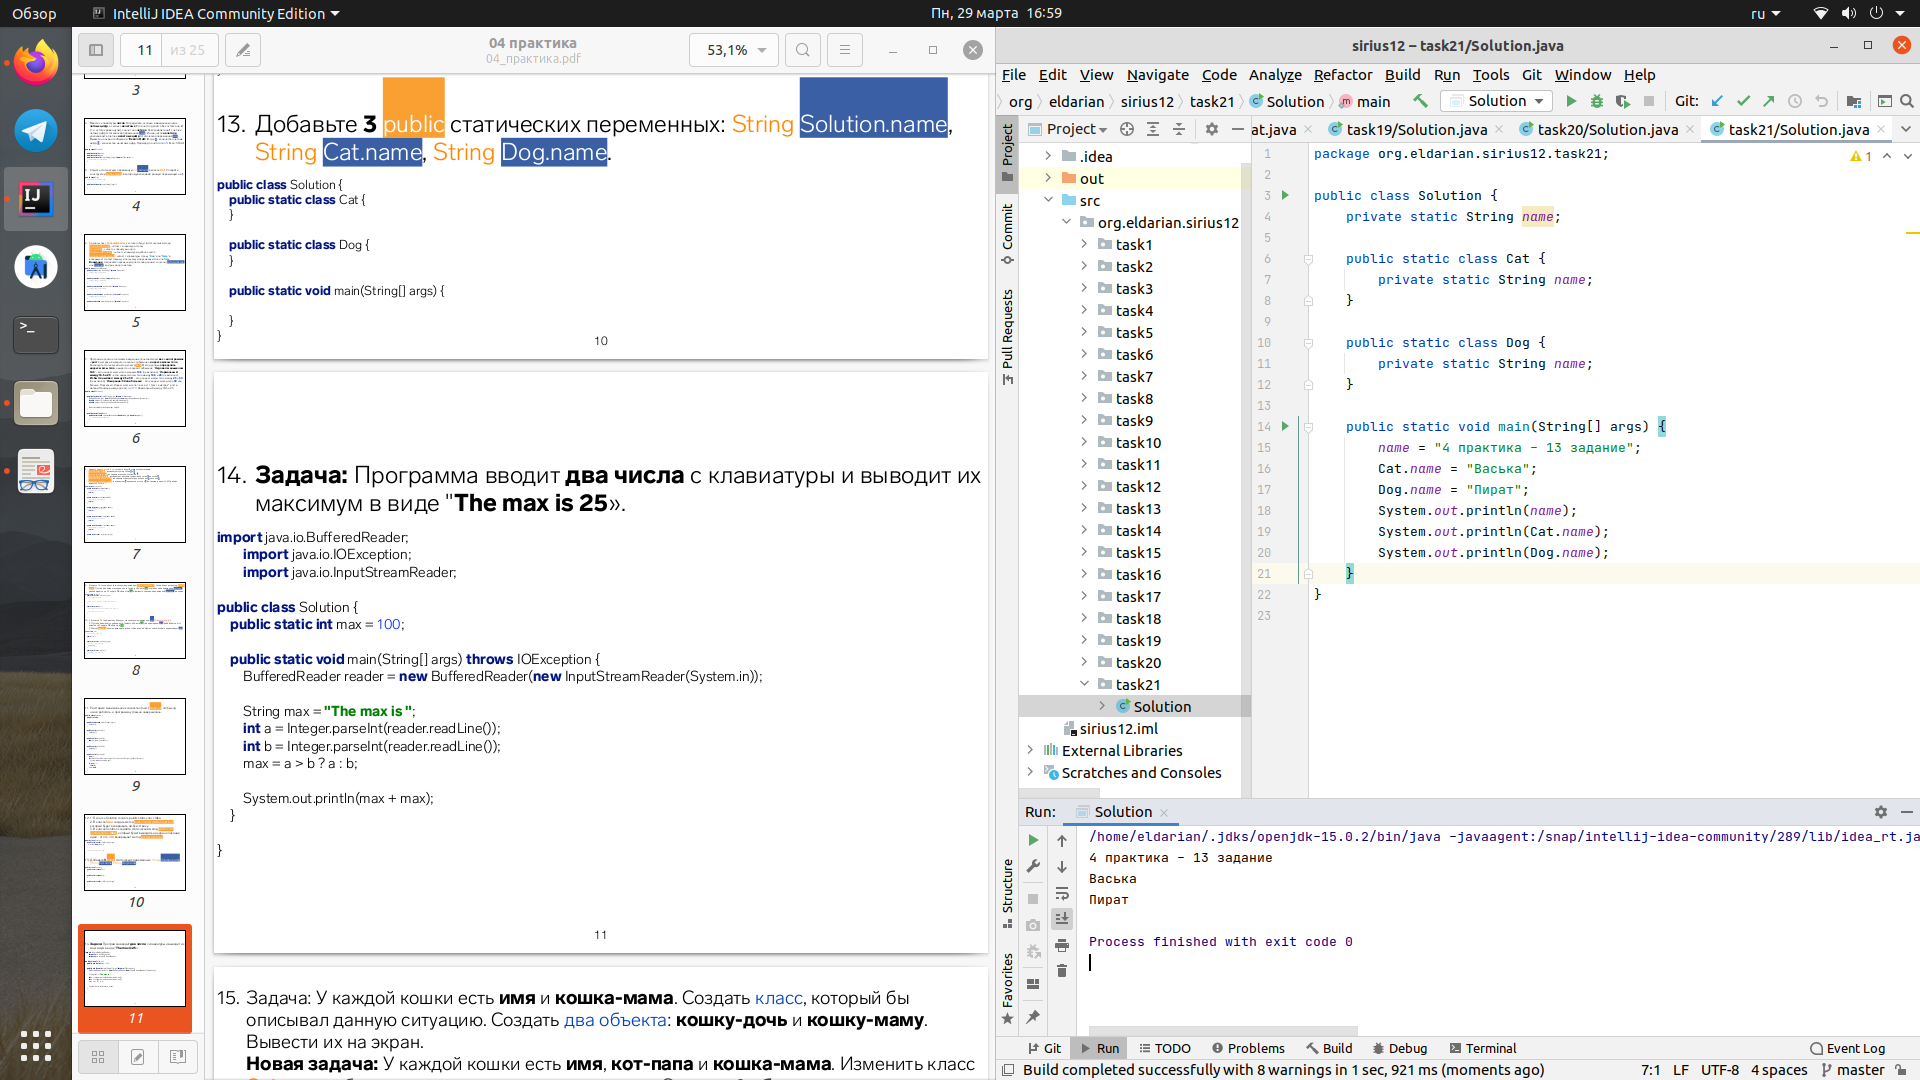 Обзор
IntelliJ IDEA Community Edition
Пн, 29 марта 16:59
ru
11 из 25
04 практика
04_практика.pdf
53,1%
3
4
5
6
7
8
9
10
11
13. Добавьте 3 public статических переменных: String Solution.name,
String Cat.name, String Dog.name.
public class Solution {
public static class Cat {
}
public static class Dog {
}
public static void main(String[] args) {
}
}
10
14. Задача: Программа вводит два числа с клавиатуры и выводит их
максимум в виде "The max is 25».
import java.io.BufferedReader;
import java.io.IOException;
import java.io.InputStreamReader;
public class Solution {
public static int max = 100;
public static void main(String[] args) throws IOException {
BufferedReader reader = new BufferedReader(new InputStreamReader(System.in));
String max = "The max is ";
int a = Integer.parseInt(reader.readLine());
int b = Integer.parseInt(reader.readLine());
max = a > b ? a : b;
System.out.println(max + max);
}
}
11
15. Задача: У каждой кошки есть имя и кошка-мама. Создать класс, который бы
описывал данную ситуацию. Создать два объекта: кошку-дочь и кошку-маму.
Вывести их на экран.
Новая задача: У каждой кошки есть имя, кот-папа и кошка-мама. Изменить класс
sirius12 – task21/Solution.java
File Edit View Navigate Code Analyze Refactor Build Run Tools Git Window Help
org eldarian sirius12 task21 Solution main
Solution
Git:
Project
at.java task19/Solution.java task20/Solution.java task21/Solution.java
Project
Commit
Pull Requests
Structure
Favorites
.idea
out
src
org.eldarian.sirius12
task1
task2
task3
task4
task5
task6
task7
task8
task9
task10
task11
task12
task13
task14
task15
task16
task17
task18
task19
task20
task21
Solution
sirius12.iml
External Libraries
Scratches and Consoles
1 package org.eldarian.sirius12.task21;
1
2
3 public class Solution {
4 private static String name;
5
6 public static class Cat {
7 private static String name;
8 }
9
10 public static class Dog {
11 private static String name;
12 }
13
14 public static void main(String[] args) {
15 name = "4 практика – 13 задание";
16 Cat.name = "Васька";
17 Dog.name = "Пират";
18 System.out.println(name);
19 System.out.println(Cat.name);
20 System.out.println(Dog.name);
21 }
22 }
23
Run: Solution
/home/eldarian/.jdks/openjdk-15.0.2/bin/java -javaagent:/snap/intellij-idea-community/289/lib/idea_rt.ja
4 практика – 13 задание
Васька
Пират
Process finished with exit code 0
Git Run TODO Problems Build Debug Terminal Event Log
Build completed successfully with 8 warnings in 1 sec, 921 ms (moments ago) 7:1 LF UTF-8 4 spaces master